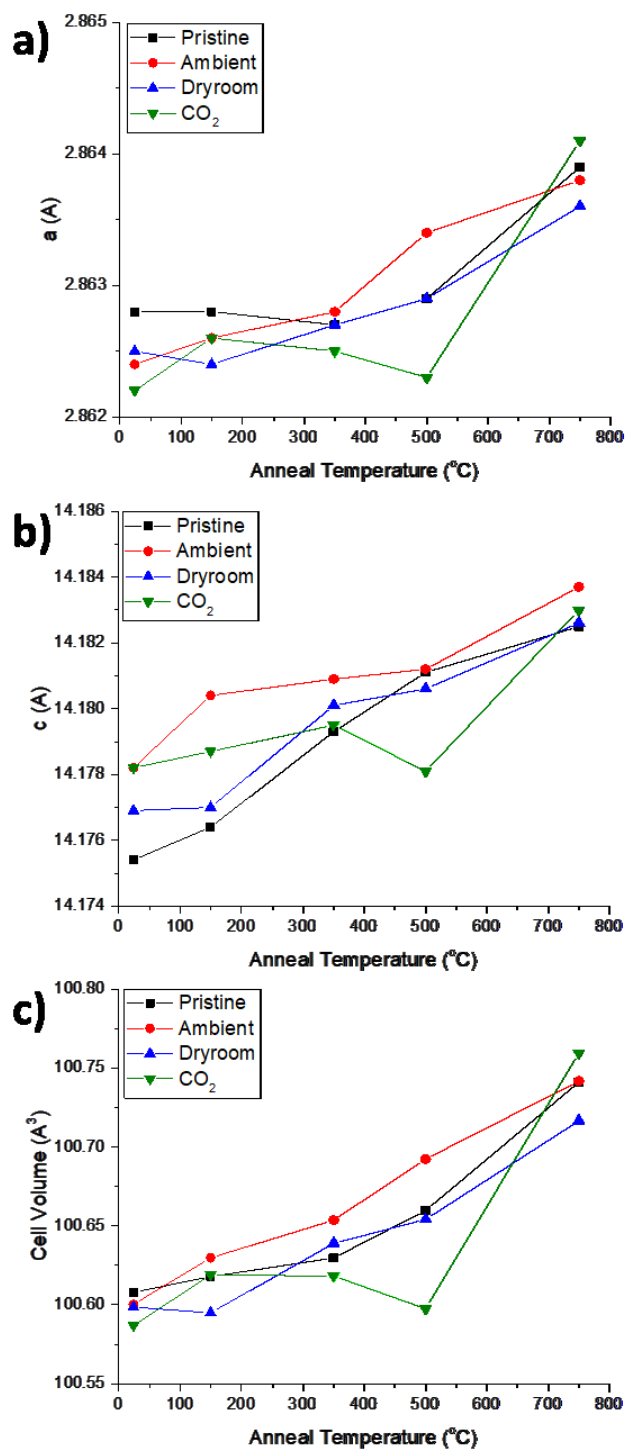 a)
2.865
2.864
2.863
2.862
a (A)
Pristine
Ambient
Dryroom
CO₂
0 100 200 300 400 500 600 700 800
Anneal Temperature (°C)
b)
14.186
14.184
14.182
14.180
14.178
14.176
14.174
c (A)
Pristine
Ambient
Dryroom
CO₂
0 100 200 300 400 500 600 700 800
Anneal Temperature (°C)
c)
100.80
100.75
100.70
100.65
100.60
100.55
Cell Volume (A³)
Pristine
Ambient
Dryroom
CO₂
0 100 200 300 400 500 600 700 800
Anneal Temperature (°C)